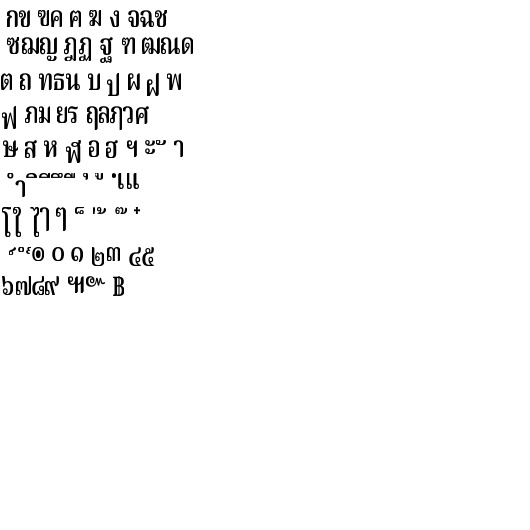 กข ฃค ฅ ฆ ง จฉช
ซฌญ ฎฏ ฐ ฑ ฒณด
ต ถ ทธน บ ป ผ ฝ พ
ฟ ภม ยร ฤลฦวศ
ษ ส ห ฬ อ ฮ ฯ ะ ั า
ำ ิ ี ึ ื ุ ู ฺ เแ
โใ ไๅ ๆ ็ ่ ้ ๊ ๋
์ ํ ๎ ๏ ๐ ๑ ๒๓ ๔๕
๖๗๘๙ ๚๛ ฿